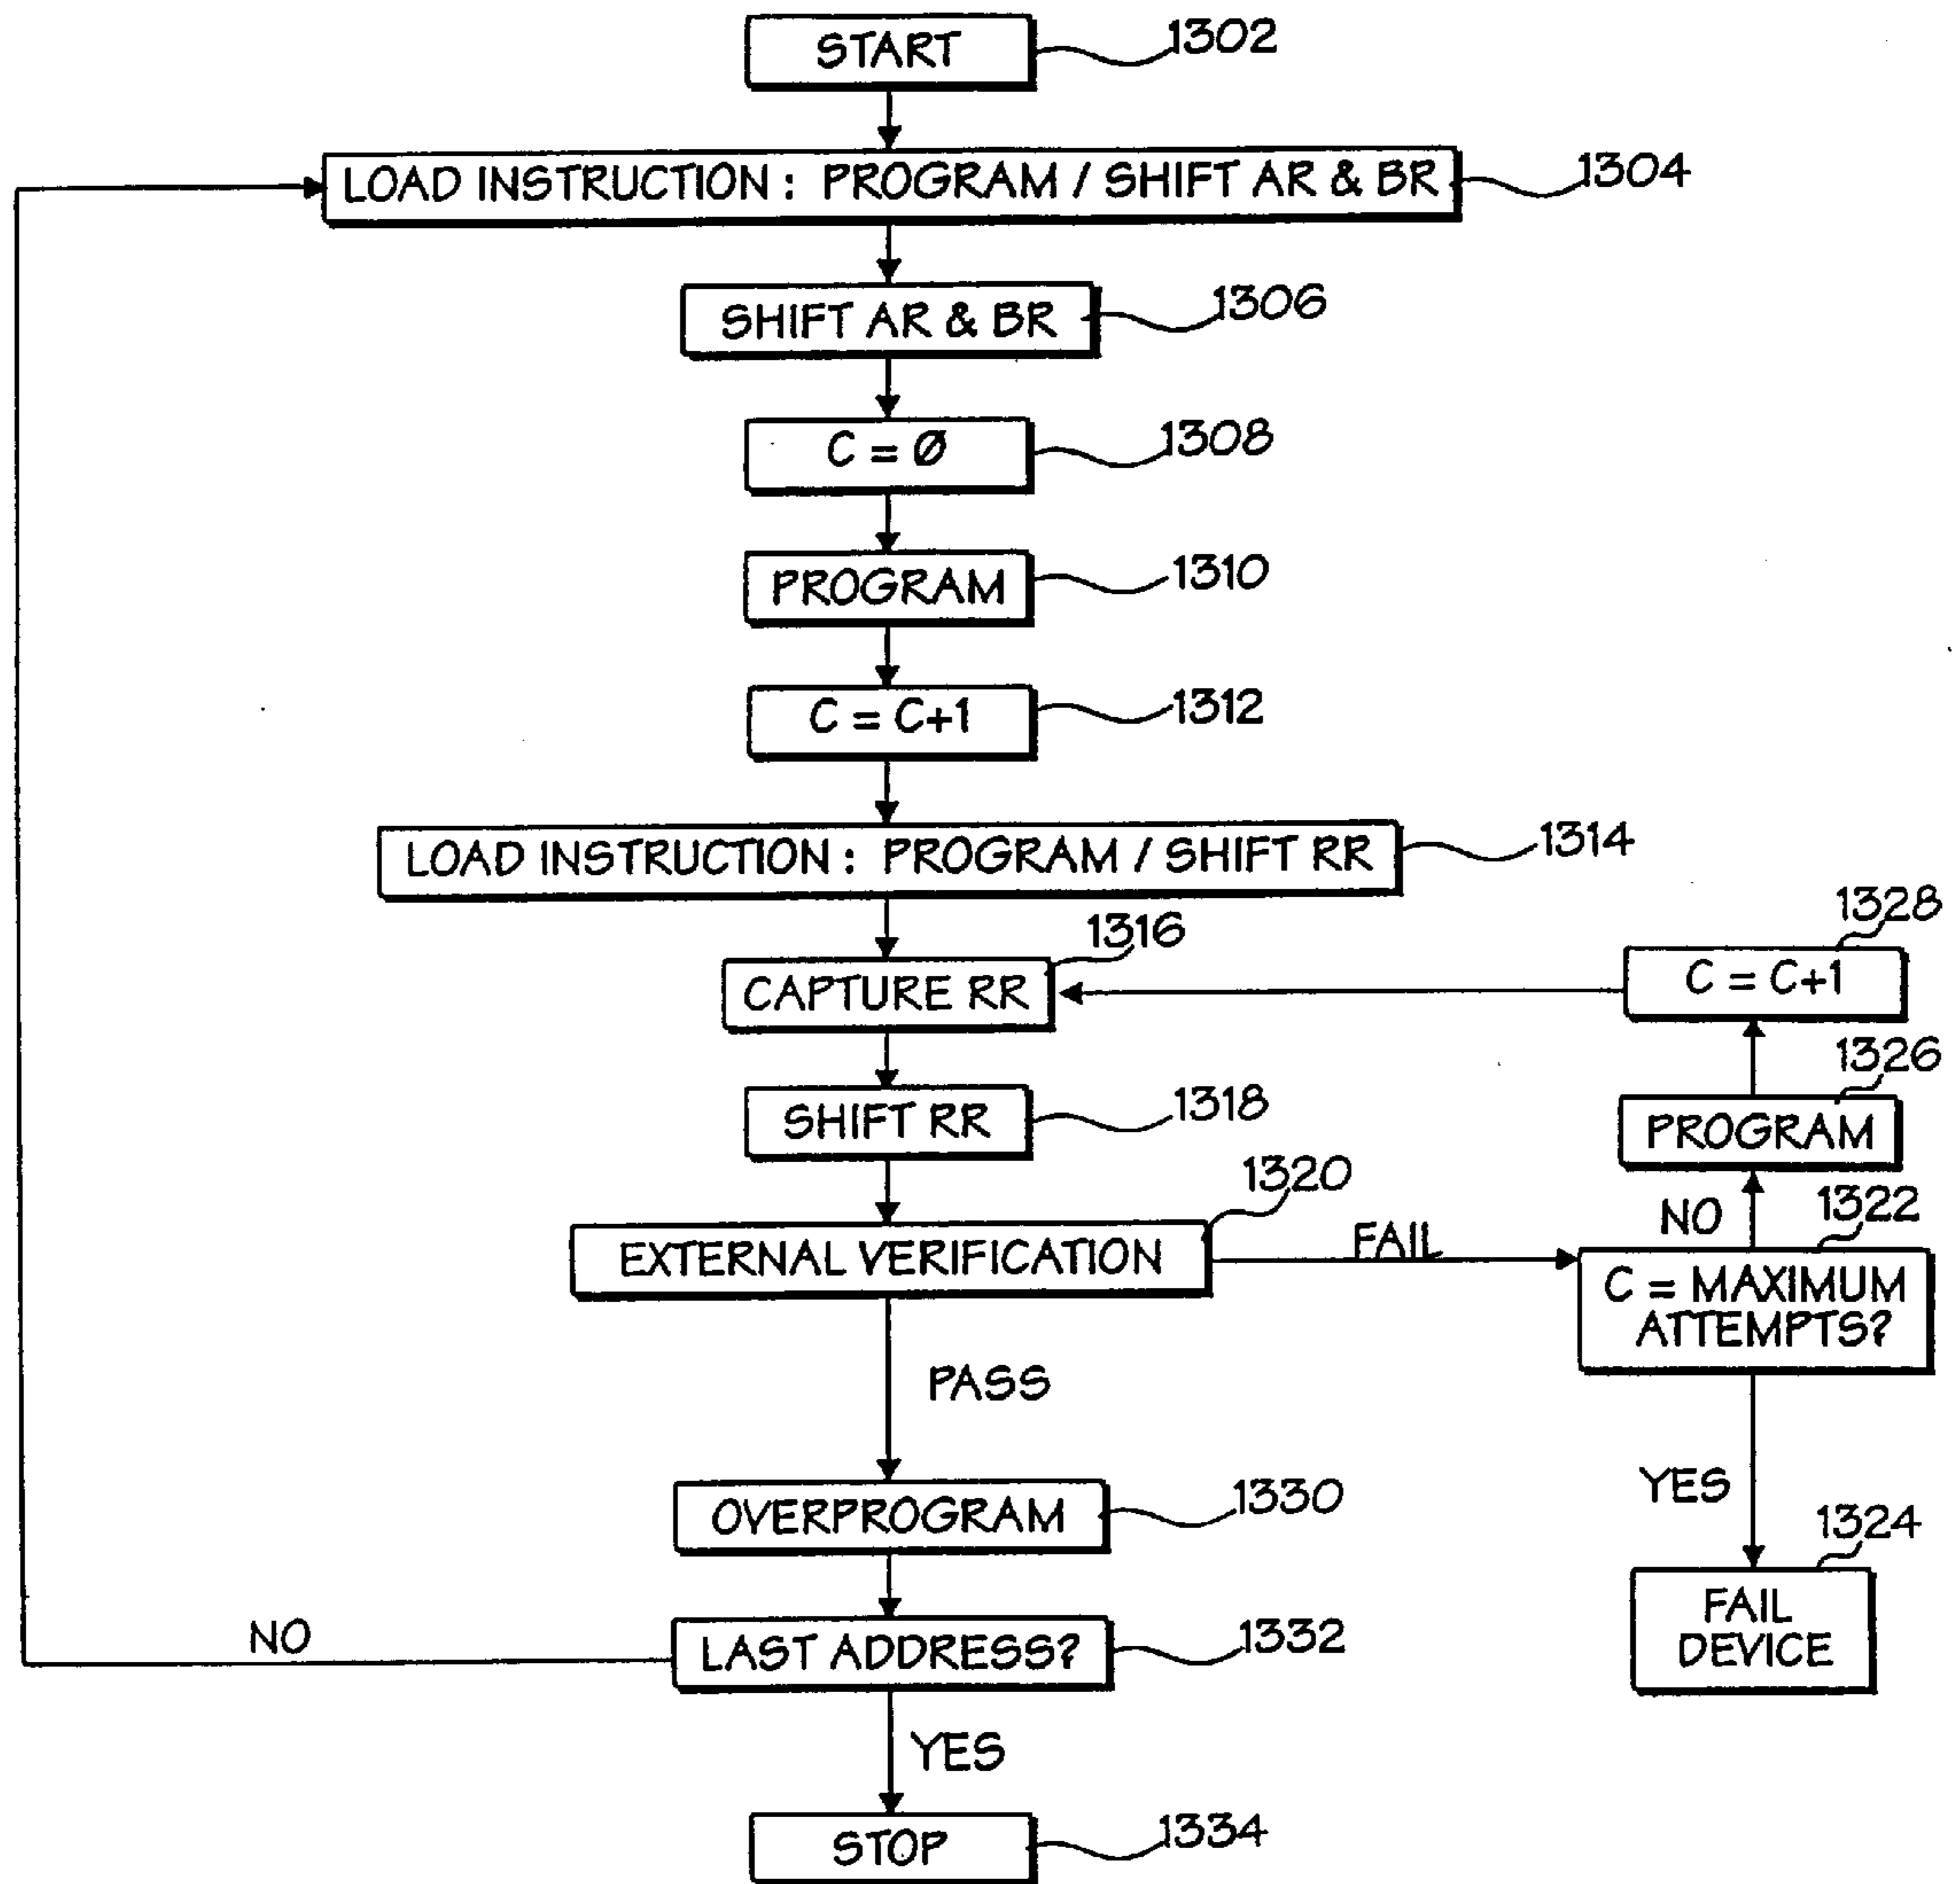 START
1302
LOAD INSTRUCTION : PROGRAM / SHIFT AR & BR
1304
SHIFT AR & BR
1306
C = Ø
1308
PROGRAM
1310
C = C+1
1312
LOAD INSTRUCTION : PROGRAM / SHIFT RR
1314
CAPTURE RR
1316
SHIFT RR
1318
EXTERNAL VERIFICATION
1320
FAIL
C = MAXIMUM
ATTEMPTS?
1322
NO
PROGRAM
1326
C = C+1
1328
YES
FAIL
DEVICE
1324
PASS
OVERPROGRAM
1330
LAST ADDRESS?
1332
NO
YES
STOP
1334